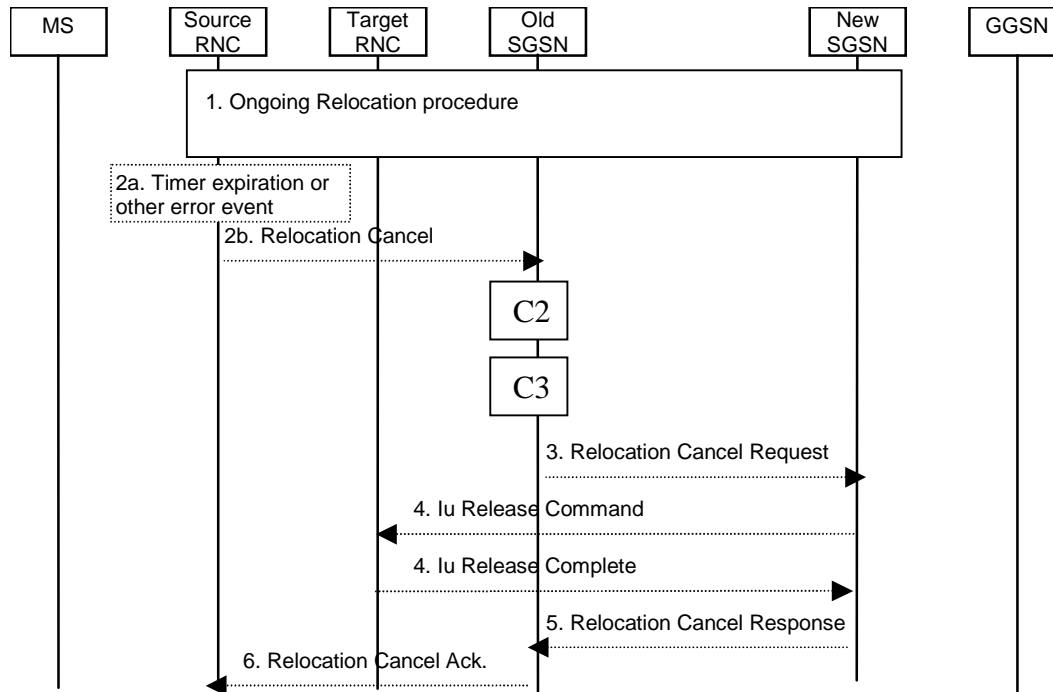 MS
Source
RNC
Target
RNC
Old
SGSN
New
SGSN
GGSN
1. Ongoing Relocation procedure
2a. Timer expiration or
other error event
2b. Relocation Cancel
C2
C3
3. Relocation Cancel Request
4. Iu Release Command
4. Iu Release Complete
5. Relocation Cancel Response
6. Relocation Cancel Ack.